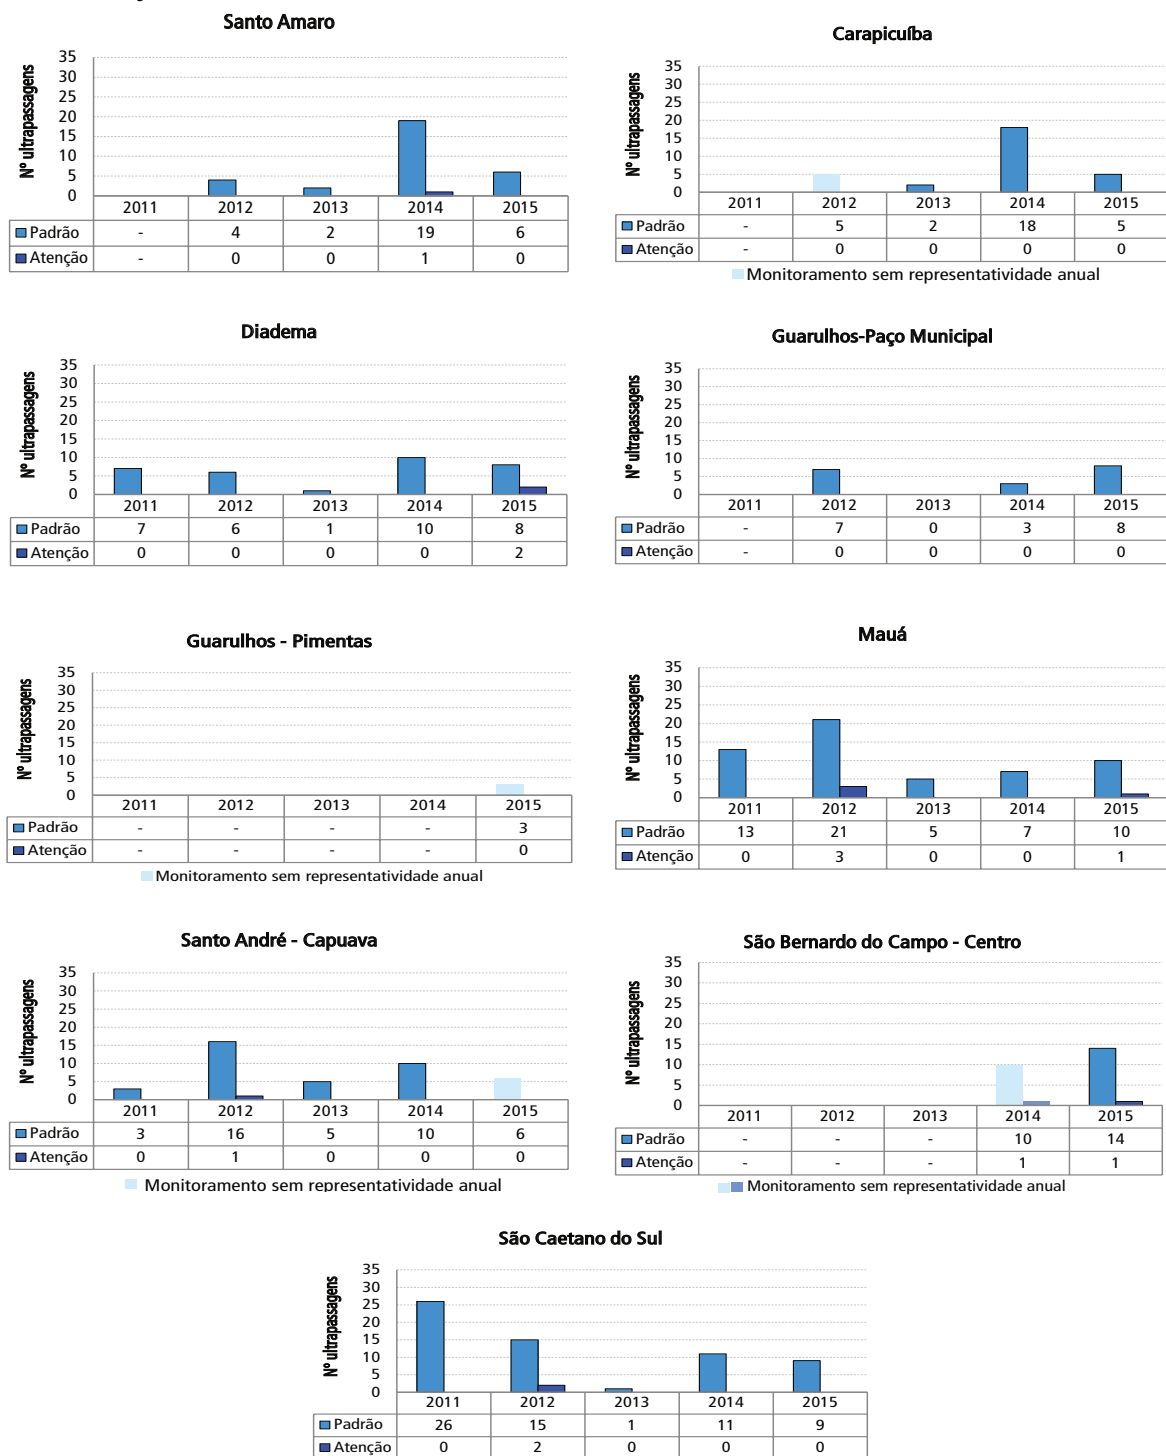 Santo Amaro
Nº ultrapassagens
35
30
25
20
15
10
5
0
2011 2012 2013 2014 2015
Padrão - 4 2 19 6
Atenção - 0 0 1 0
Carapicuíba
Nº ultrapassagens
35
30
25
20
15
10
5
0
2011 2012 2013 2014 2015
Padrão - 5 2 18 5
Atenção - 0 0 0 0
Monitoramento sem representatividade anual
Diadema
Nº ultrapassagens
35
30
25
20
15
10
5
0
2011 2012 2013 2014 2015
Padrão 7 6 1 10 8
Atenção 0 0 0 0 2
Guarulhos-Paço Municipal
Nº ultrapassagens
35
30
25
20
15
10
5
0
2011 2012 2013 2014 2015
Padrão - 7 0 3 8
Atenção - 0 0 0 0
Guarulhos - Pimentas
Nº ultrapassagens
35
30
25
20
15
10
5
0
2011 2012 2013 2014 2015
Padrão - - - - 3
Atenção - - - - 0
Monitoramento sem representatividade anual
Mauá
Nº ultrapassagens
35
30
25
20
15
10
5
0
2011 2012 2013 2014 2015
Padrão 13 21 5 7 10
Atenção 0 3 0 0 1
Santo André - Capuava
Nº ultrapassagens
35
30
25
20
15
10
5
0
2011 2012 2013 2014 2015
Padrão 3 16 5 10 6
Atenção 0 1 0 0 0
Monitoramento sem representatividade anual
São Bernardo do Campo - Centro
Nº ultrapassagens
35
30
25
20
15
10
5
0
2011 2012 2013 2014 2015
Padrão - - - 10 14
Atenção - - - 1 1
Monitoramento sem representatividade anual
São Caetano do Sul
Nº ultrapassagens
35
30
25
20
15
10
5
0
2011 2012 2013 2014 2015
Padrão 26 15 1 11 9
Atenção 0 2 0 0 0